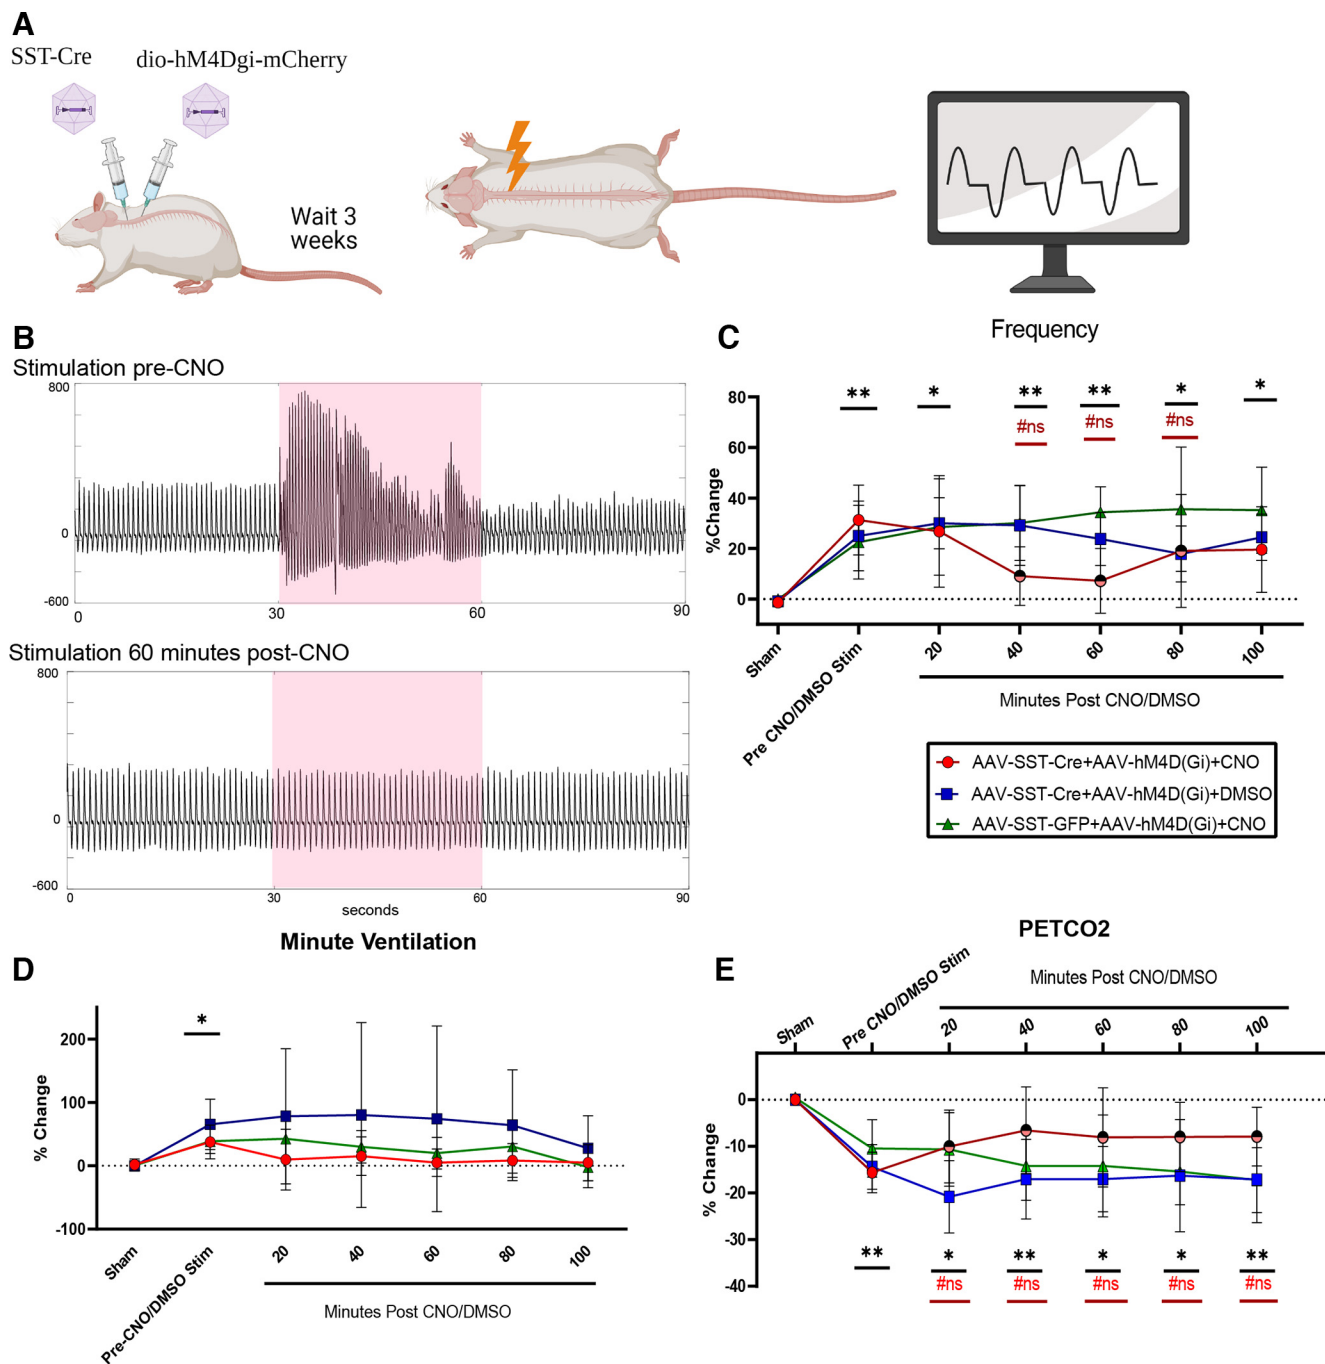 A
SST-Cre
dio-hM4Dgi-mCherry
Wait 3
weeks
B
Stimulation pre-CNO
800
0
-600
0
30
60
90
Stimulation 60 minutes post-CNO
800
0
-600
0
30
60
90
seconds
C
Frequency
** * ** ** * *
#ns #ns #ns
%Change
80
60
40
20
0
Sham
Pre CNO/DMSO Stim
20
40
60
80
100
Minutes Post CNO/DMSO
AAV-SST-Cre+AAV-hM4D(Gi)+CNO
AAV-SST-Cre+AAV-hM4D(Gi)+DMSO
AAV-SST-GFP+AAV-hM4D(Gi)+CNO
Minute Ventilation
D
*
% Change
200
100
0
-100
Sham
Pre-CNO/DMSO Stim
20
40
60
80
100
Minutes Post CNO/DMSO
PETCO2
E
Minutes Post CNO/DMSO
Sham
Pre CNO/DMSO Stim
20
40
60
80
100
% Change
0
-10
-20
-30
-40
** * ** * * **
#ns #ns #ns #ns #ns